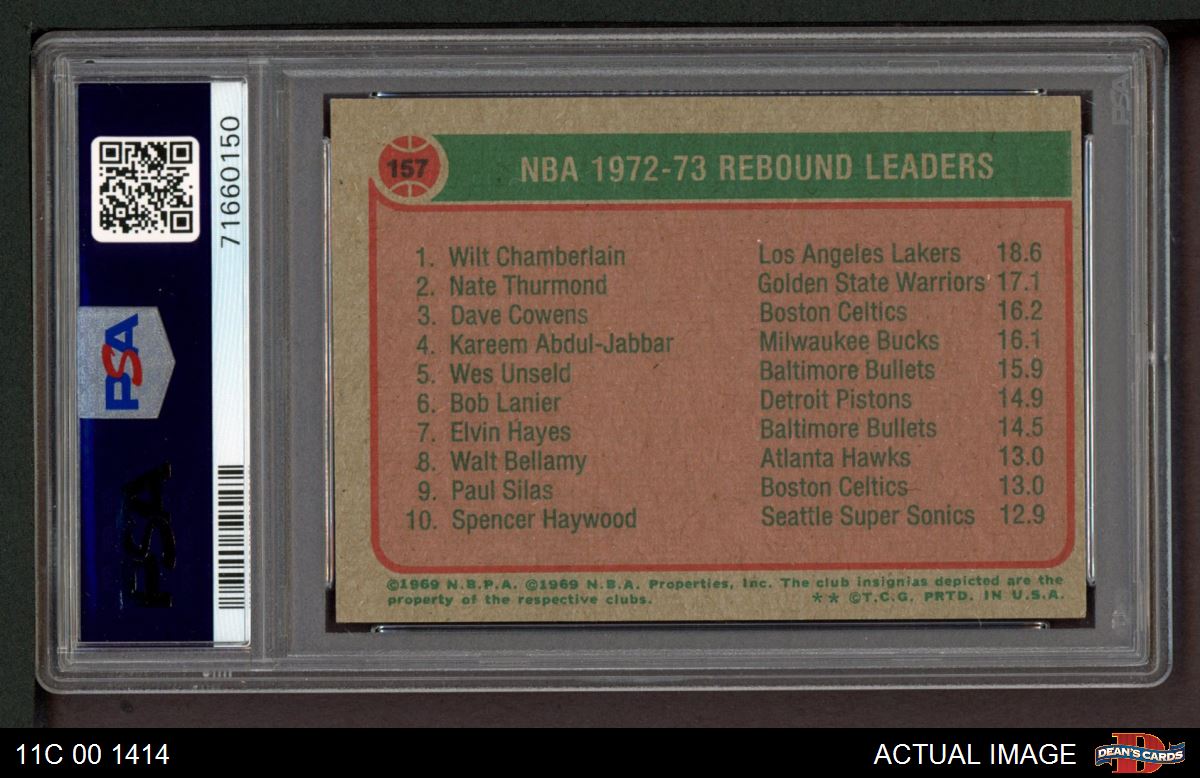 71660150
PSA
PSA
157
NBA 1972-73 REBOUND LEADERS
1. Wilt Chamberlain Los Angeles Lakers 18.6
2. Nate Thurmond Golden State Warriors 17.1
3. Dave Cowens Boston Celtics 16.2
4. Kareem Abdul-Jabbar Milwaukee Bucks 16.1
5. Wes Unseld Baltimore Bullets 15.9
6. Bob Lanier Detroit Pistons 14.9
7. Elvin Hayes Baltimore Bullets 14.5
8. Walt Bellamy Atlanta Hawks 13.0
9. Paul Silas Boston Celtics 13.0
10. Spencer Haywood Seattle Super Sonics 12.9
©1969 N.B.P.A. ©1969 N.B.A. Properties, Inc. The club insignias depicted are the
property of the respective clubs. ** ©T.C.G. PRTD. IN U.S.A.
PSA
11C 00 1414
ACTUAL IMAGE
D
DEAN'S CARDS